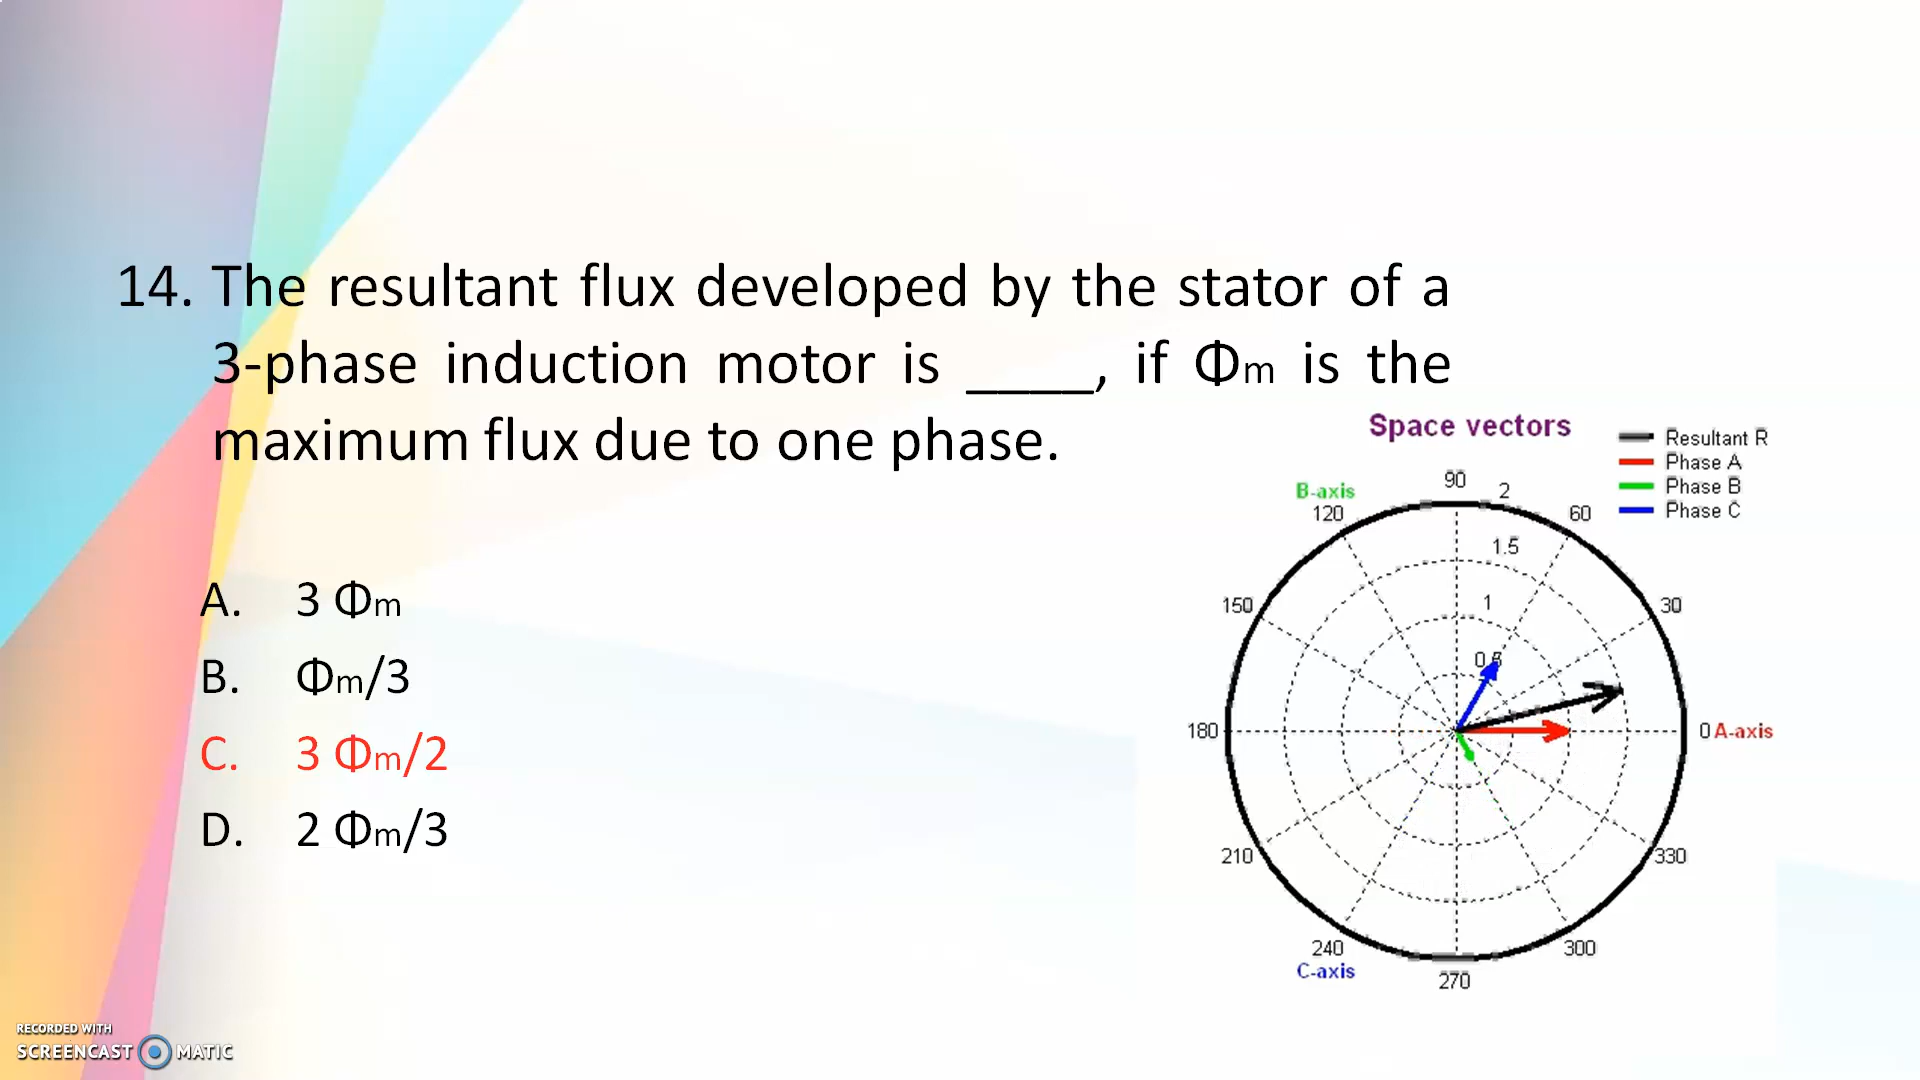 14. The resultant flux developed by the stator of a
3-phase induction motor is ____, if Φm is the
maximum flux due to one phase.
A. 3 Φm
B. Φm/3
C. 3 Φm/2
D. 2 Φm/3
Space vectors
Resultant R
Phase A
Phase B
Phase C
90
2
B-axis
120
60
1.5
150
1
30
0.5
180
0 A-axis
210
330
240
300
C-axis
270
RECORDED WITH
SCREENCAST MATIC